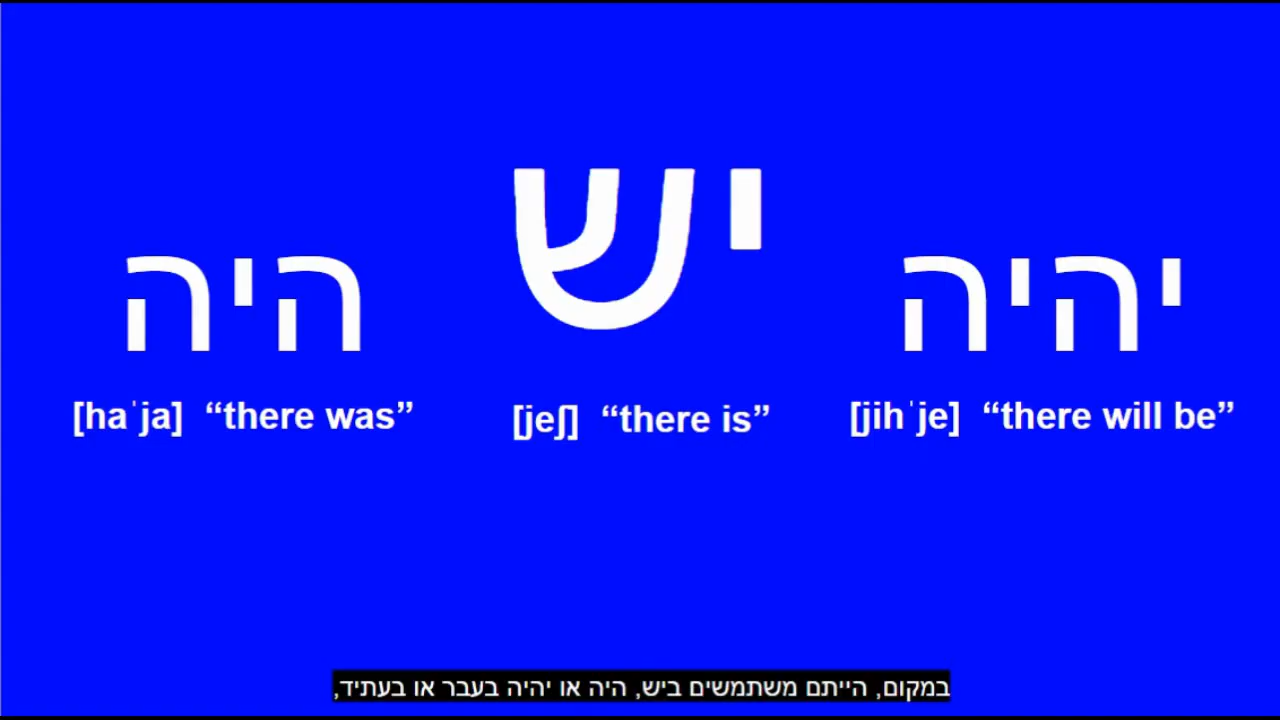 היה
[haˈja] “there was”
יש
[jeʃ] “there is”
יהיה
[jihˈje] “there will be”
במקום, הייתם משתמשים ביש, היה או יהיה בעבר או בעתיד,